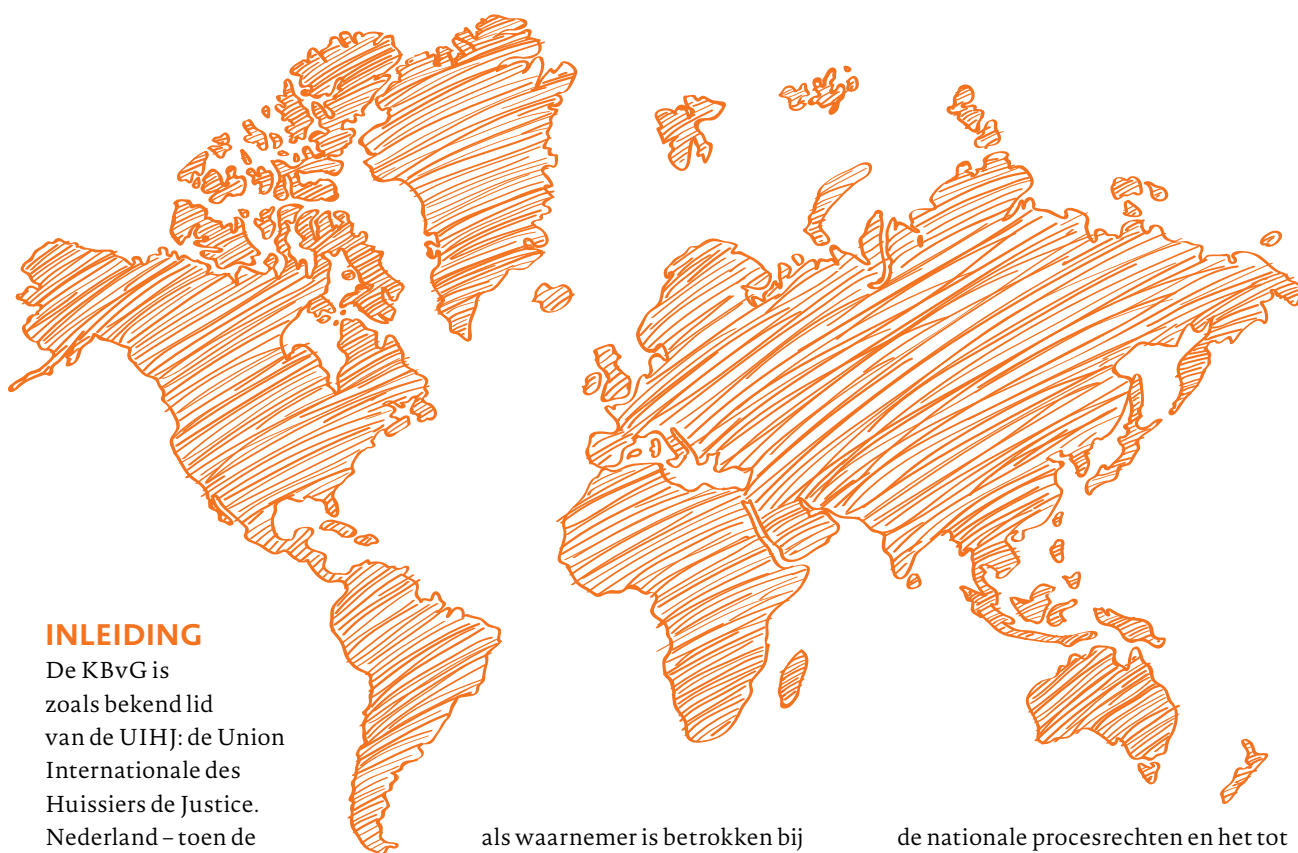 INLEIDING
De KBvG is
zoals bekend lid
van de UIHJ: de Union
Internationale des
Huissiers de Justice.
Nederland – toen de
als waarnemer is betrokken bij
de nationale procesrechten en het tot